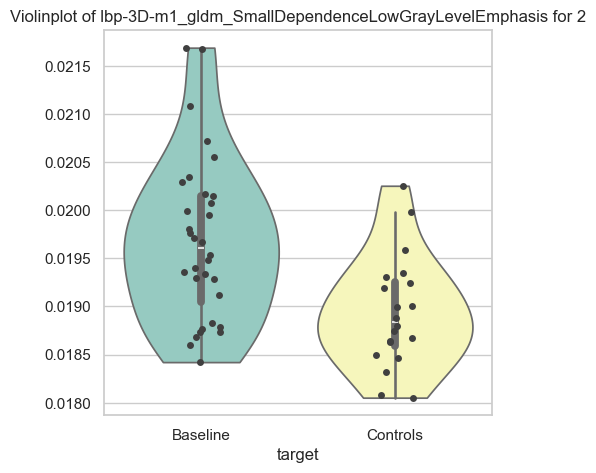 Violinplot of lbp-3D-m1_gldm_SmallDependenceLowGrayLevelEmphasis for 2
0.0215
0.0210
0.0205
0.0200
0.0195
0.0190
0.0185
0.0180
Baseline Controls
target